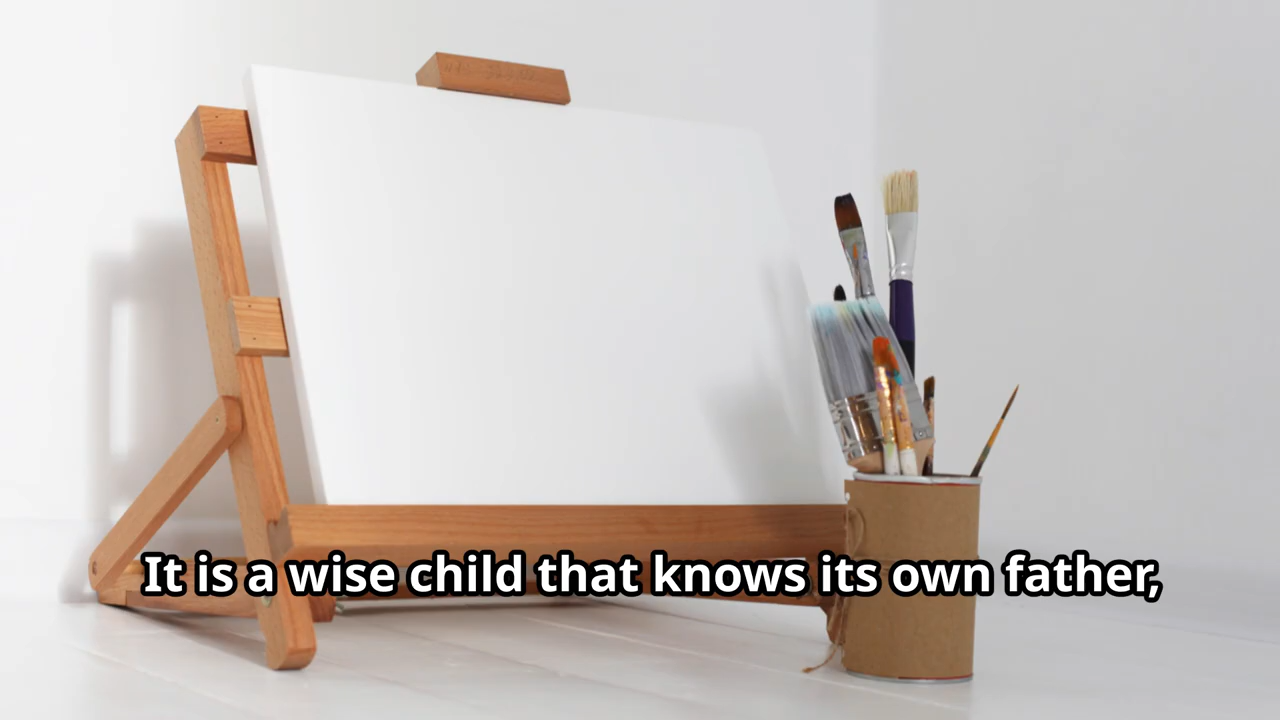 It is a wise child that knows its own father,